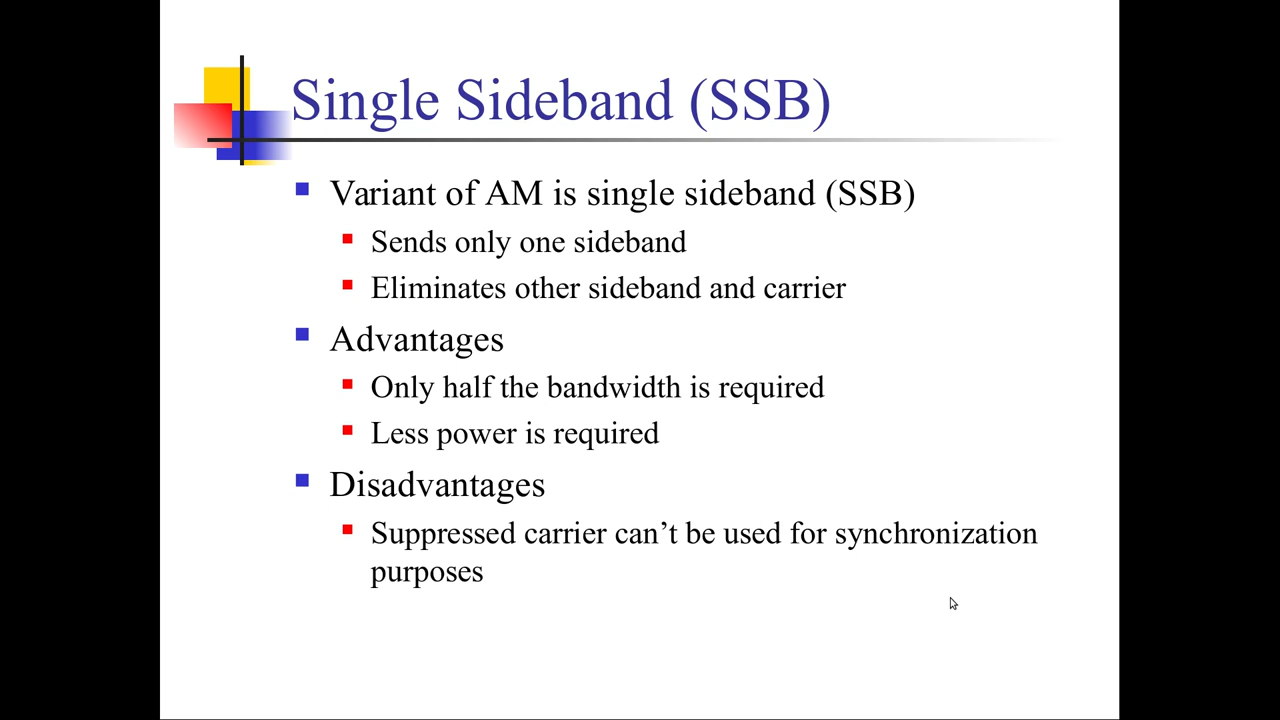 Single Sideband (SSB)
Variant of AM is single sideband (SSB)
Sends only one sideband
Eliminates other sideband and carrier
Advantages
Only half the bandwidth is required
Less power is required
Disadvantages
Suppressed carrier can’t be used for synchronization
purposes